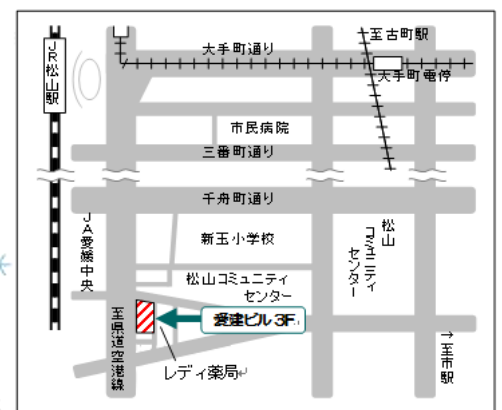 至古町駅
大手町通り
大手町電停
JR松山駅
市民病院
三番町通り
千舟町通り
JA愛媛中央
新玉小学校
松山
コミュニティ
センター
松山コミュニティ
センター
愛建ビル 3F
至県道空港線
レディ薬局
→至市駅